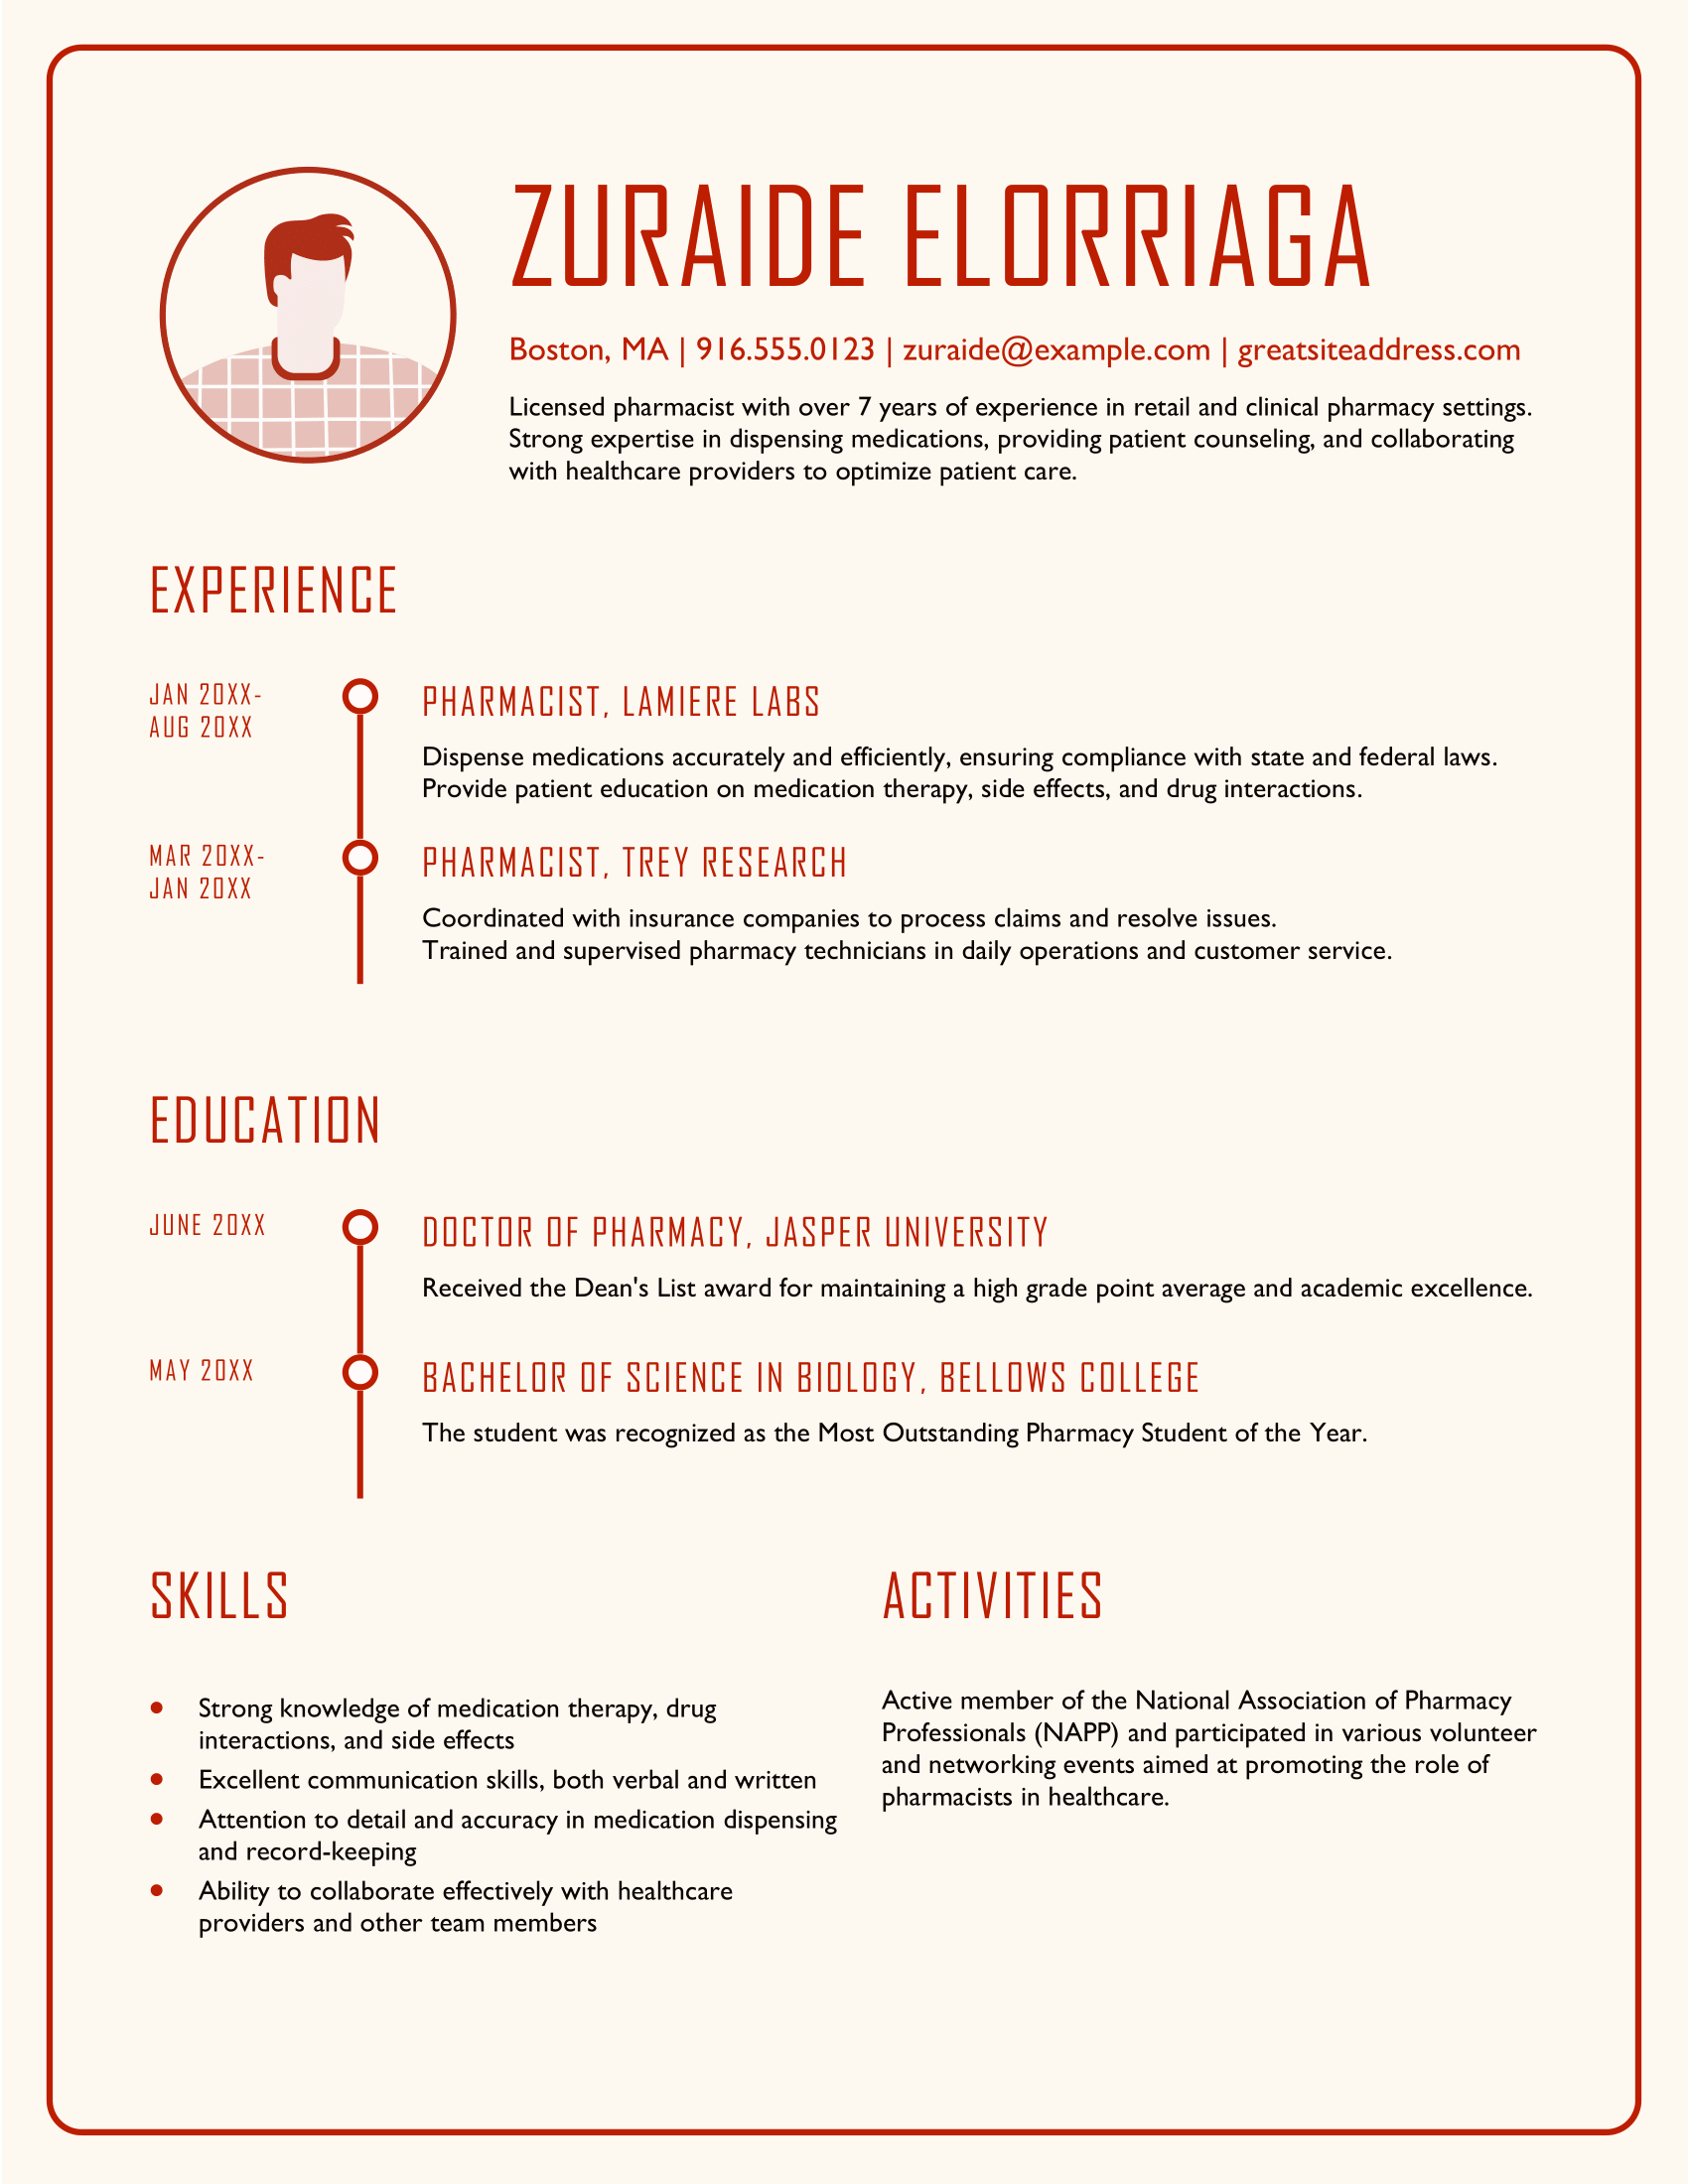 ZURAIDE ELORRIAGA
Boston, MA | 916.555.0123 | zuraide@example.com | greatsiteaddress.com
Licensed pharmacist with over 7 years of experience in retail and clinical pharmacy settings.
Strong expertise in dispensing medications, providing patient counseling, and collaborating
with healthcare providers to optimize patient care.
EXPERIENCE
JAN 20XX-
AUG 20XX
PHARMACIST, LAMIERE LABS
Dispense medications accurately and efficiently, ensuring compliance with state and federal laws.
Provide patient education on medication therapy, side effects, and drug interactions.
MAR 20XX-
JAN 20XX
PHARMACIST, TREY RESEARCH
Coordinated with insurance companies to process claims and resolve issues.
Trained and supervised pharmacy technicians in daily operations and customer service.
EDUCATION
JUNE 20XX
DOCTOR OF PHARMACY, JASPER UNIVERSITY
Received the Dean's List award for maintaining a high grade point average and academic excellence.
MAY 20XX
BACHELOR OF SCIENCE IN BIOLOGY, BELLOWS COLLEGE
The student was recognized as the Most Outstanding Pharmacy Student of the Year.
SKILLS
• Strong knowledge of medication therapy, drug
interactions, and side effects
• Excellent communication skills, both verbal and written
• Attention to detail and accuracy in medication dispensing
and record-keeping
• Ability to collaborate effectively with healthcare
providers and other team members
ACTIVITIES
Active member of the National Association of Pharmacy
Professionals (NAPP) and participated in various volunteer
and networking events aimed at promoting the role of
pharmacists in healthcare.